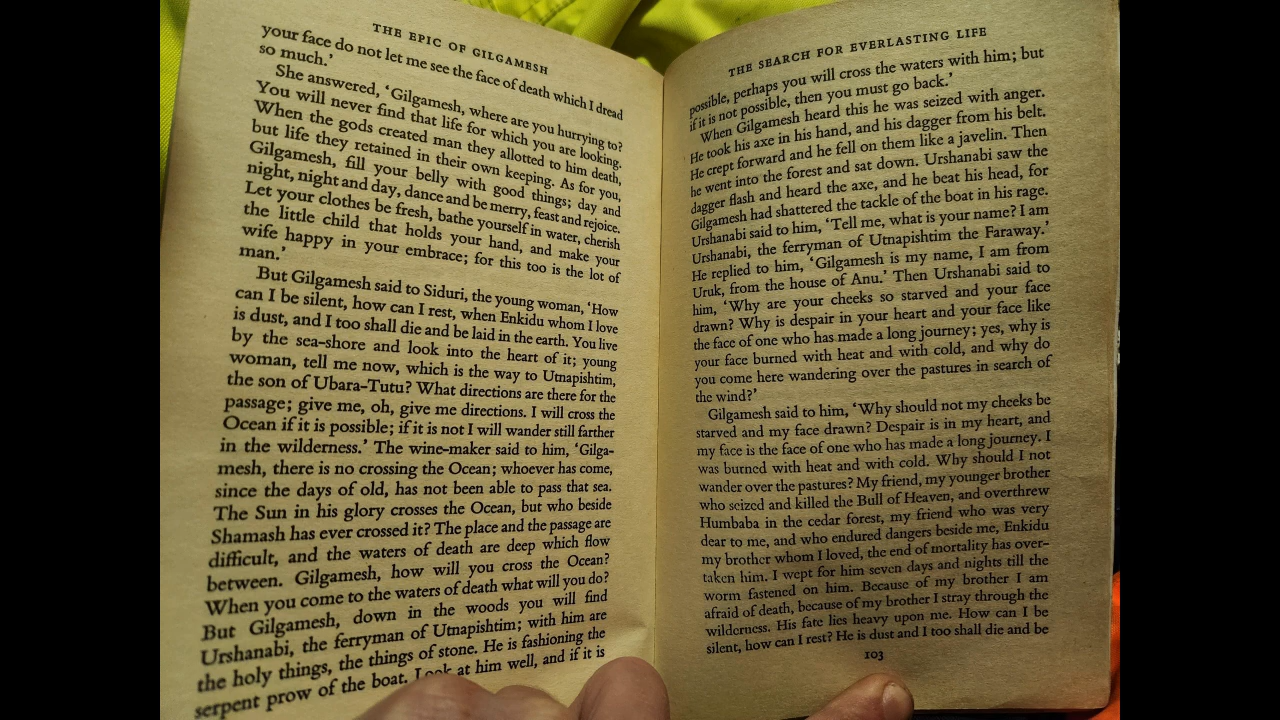 THE EPIC OF GILGAMESH
your face do not let me see the face of death which I dread
so much.'
She answered, 'Gilgamesh, where are you hurrying to?
You will never find that life for which you are looking.
When the gods created man they allotted to him death,
but life they retained in their own keeping. As for you,
Gilgamesh, fill your belly with good things; day and
night, night and day, dance and be merry, feast and rejoice.
Let your clothes be fresh, bathe yourself in water, cherish
the little child that holds your hand, and make your
wife happy in your embrace; for this too is the lot of
man.'
But Gilgamesh said to Siduri, the young woman, 'How
can I be silent, how can I rest, when Enkidu whom I love
is dust, and I too shall die and be laid in the earth. You live
by the sea-shore and look into the heart of it; young
woman, tell me now, which is the way to Utnapishtim,
the son of Ubara-Tutu? What directions are there for the
passage; give me, oh, give me directions. I will cross the
Ocean if it is possible; if it is not I will wander still farther
in the wilderness.' The wine-maker said to him, 'Gilga-
mesh, there is no crossing the Ocean; whoever has come,
since the days of old, has not been able to pass that sea.
The Sun in his glory crosses the Ocean, but who beside
Shamash has ever crossed it? The place and the passage are
difficult, and the waters of death are deep which flow
between. Gilgamesh, how will you cross the Ocean?
When you come to the waters of death what will you do?
But Gilgamesh, down in the woods you will find
Urshanabi, the ferryman of Utnapishtim; with him are
the holy things, the things of stone. He is fashioning the
serpent prow of the boat. Look at him well, and if it is
THE SEARCH FOR EVERLASTING LIFE
possible, perhaps you will cross the waters with him; but
if it is not possible, then you must go back.'
When Gilgamesh heard this he was seized with anger.
He took his axe in his hand, and his dagger from his belt.
He crept forward and he fell on them like a javelin. Then
he went into the forest and sat down. Urshanabi saw the
dagger flash and heard the axe, and he beat his head, for
Gilgamesh had shattered the tackle of the boat in his rage.
Urshanabi said to him, 'Tell me, what is your name? I am
Urshanabi, the ferryman of Utnapishtim the Faraway.'
He replied to him, 'Gilgamesh is my name, I am from
Uruk, from the house of Anu.' Then Urshanabi said to
him, 'Why are your cheeks so starved and your face
drawn? Why is despair in your heart and your face like
the face of one who has made a long journey; yes, why is
your face burned with heat and with cold, and why do
you come here wandering over the pastures in search of
the wind?'
Gilgamesh said to him, 'Why should not my cheeks be
starved and my face drawn? Despair is in my heart, and
my face is the face of one who has made a long journey. I
was burned with heat and with cold. Why should I not
wander over the pastures? My friend, my younger brother
who seized and killed the Bull of Heaven, and overthrew
Humbaba in the cedar forest, my friend who was very
dear to me, and who endured dangers beside me, Enkidu
my brother whom I loved, the end of mortality has over-
taken him. I wept for him seven days and nights till the
worm fastened on him. Because of my brother I am
afraid of death, because of my brother I stray through the
wilderness. His fate lies heavy upon me. How can I be
silent, how can I rest? He is dust and I too shall die and be
103